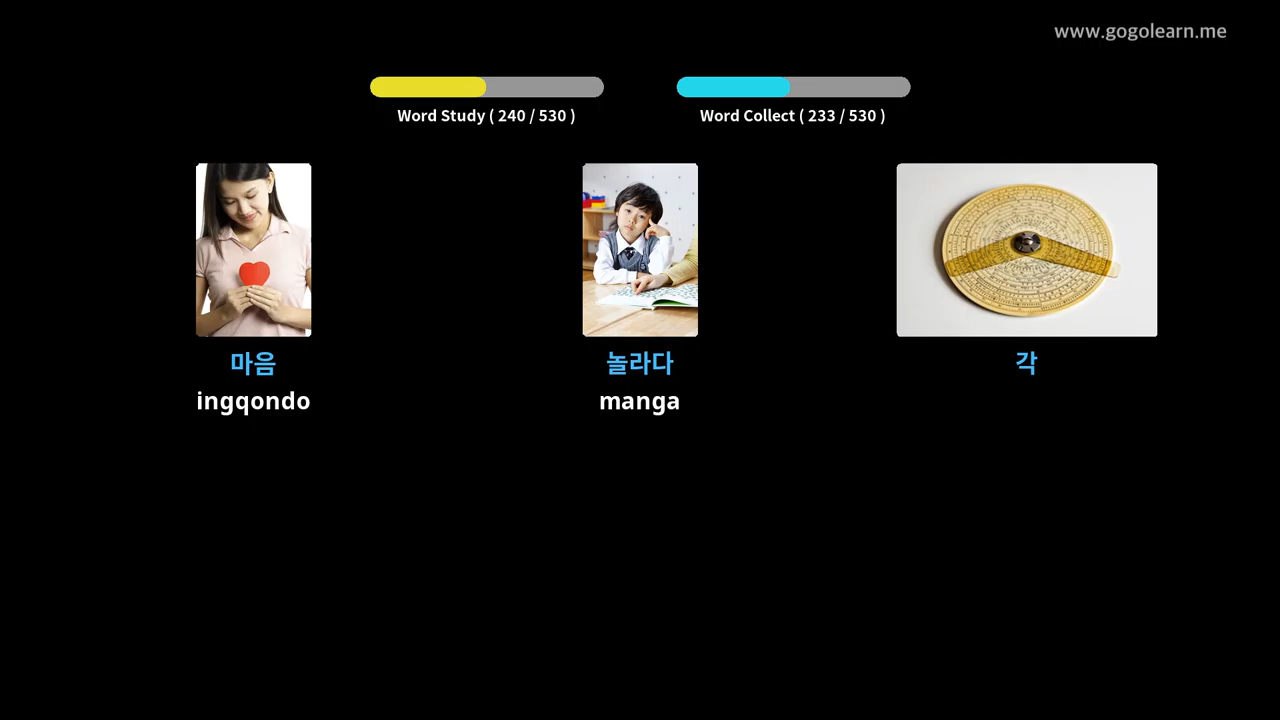 www.gogolearn.me
Word Study ( 240 / 530 )
Word Collect ( 233 / 530 )
마음
ingqondo
놀라다
manga
각